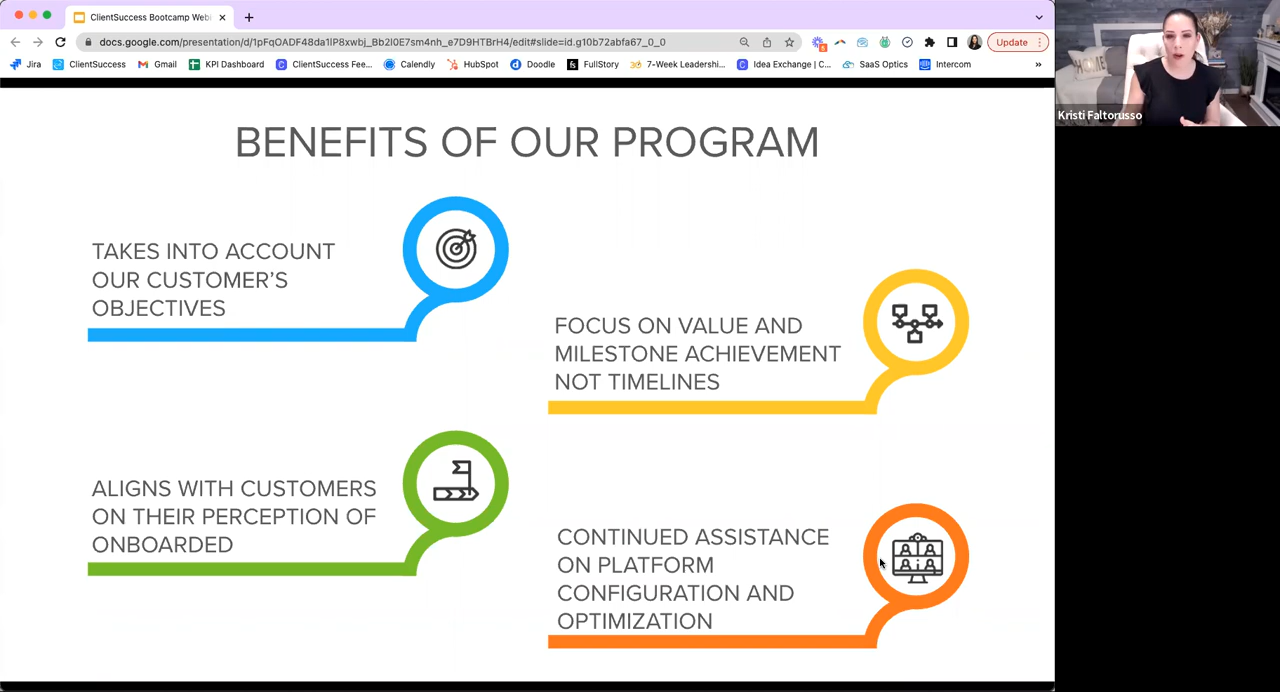 ClientSuccess Bootcamp Webi
docs.google.com/presentation/d/1pFqOADF48da1lP8xwbj_Bb2l0E7sm4nh_e7D9HTBrH4/edit#slide=id.g10b72abfa67_0_0
Update
Jira ClientSuccess Gmail KPI Dashboard ClientSuccess Fee... Calendly HubSpot Doodle FullStory 7-Week Leadershi... Idea Exchange | C... SaaS Optics Intercom »
HOME
Kristi Faltorusso
BENEFITS OF OUR PROGRAM
TAKES INTO ACCOUNT
OUR CUSTOMER’S
OBJECTIVES
FOCUS ON VALUE AND
MILESTONE ACHIEVEMENT
NOT TIMELINES
ALIGNS WITH CUSTOMERS
ON THEIR PERCEPTION OF
ONBOARDED
CONTINUED ASSISTANCE
ON PLATFORM
CONFIGURATION AND
OPTIMIZATION